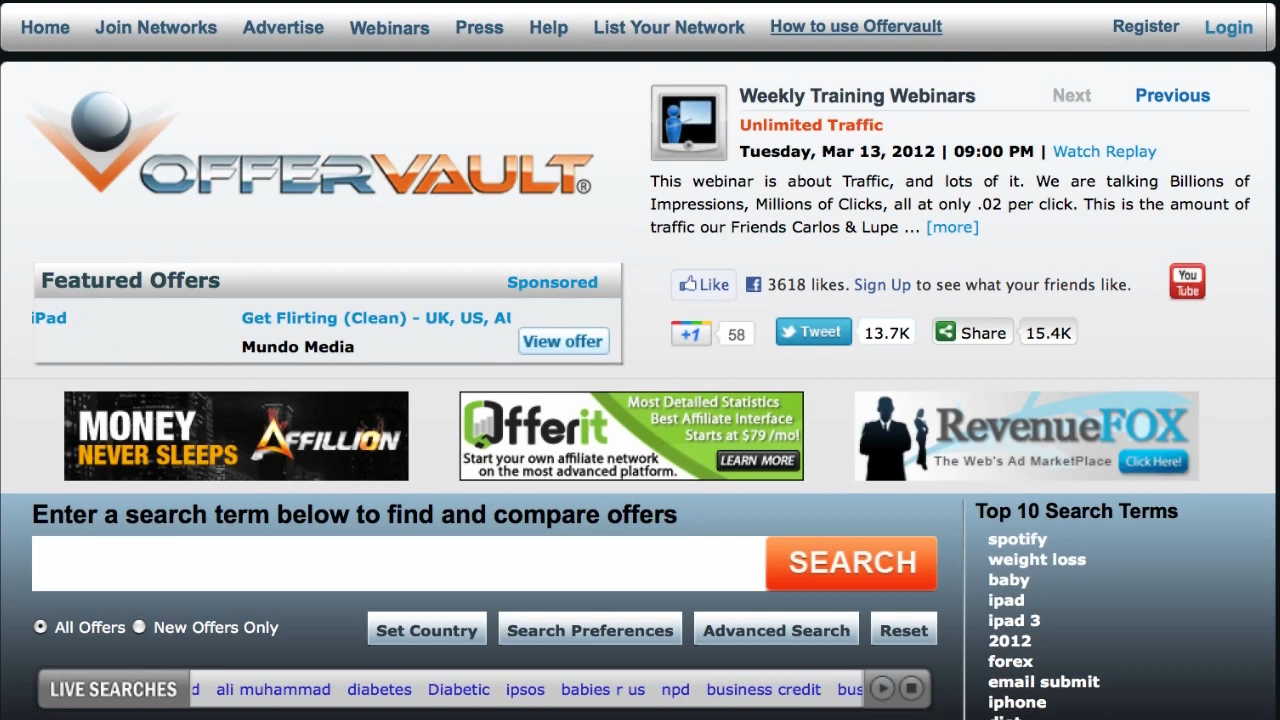 Home Join Networks Advertise Webinars Press Help List Your Network How to use Offervault Register Login
OFFERVAULT®
Weekly Training Webinars Next Previous
Unlimited Traffic
Tuesday, Mar 13, 2012 | 09:00 PM | Watch Replay
This webinar is about Traffic, and lots of it. We are talking Billions of
Impressions, Millions of Clicks, all at only .02 per click. This is the amount of
traffic our Friends Carlos & Lupe ... [more]
Featured Offers Sponsored
iPad Get Flirting (Clean) - UK, US, AU
Mundo Media View offer
Like 3618 likes. Sign Up to see what your friends like. You Tube
+1 58 Tweet 13.7K Share 15.4K
MONEY
NEVER SLEEPS
AFFILLION
Offerit
Most Detailed Statistics
Best Affiliate Interface
Starts at $79 /mo!
Start your own affiliate network
on the most advanced platform.
LEARN MORE
RevenueFOX
The Web's Ad MarketPlace Click Here!
Enter a search term below to find and compare offers
SEARCH
All Offers New Offers Only Set Country Search Preferences Advanced Search Reset
LIVE SEARCHES d ali muhammad diabetes Diabetic ipsos babies r us npd business credit bus
Top 10 Search Terms
spotify
weight loss
baby
ipad
ipad 3
2012
forex
email submit
iphone